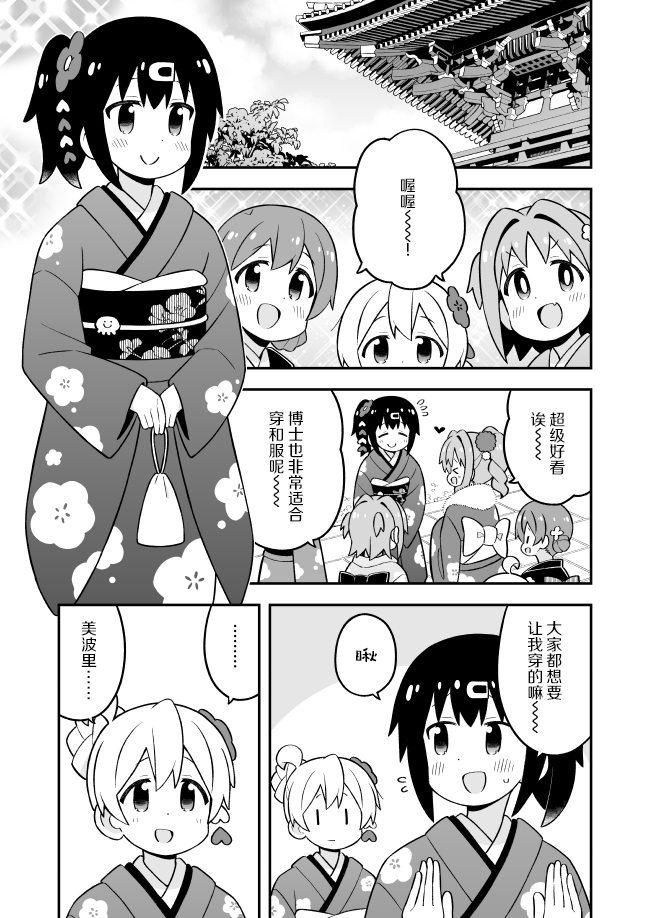 喔喔～～～！
超级好看
诶～～～
博士也非常适合
穿和服呢～～～
大家都想要
让我穿的嘛～～～
瞅
………
美波里……